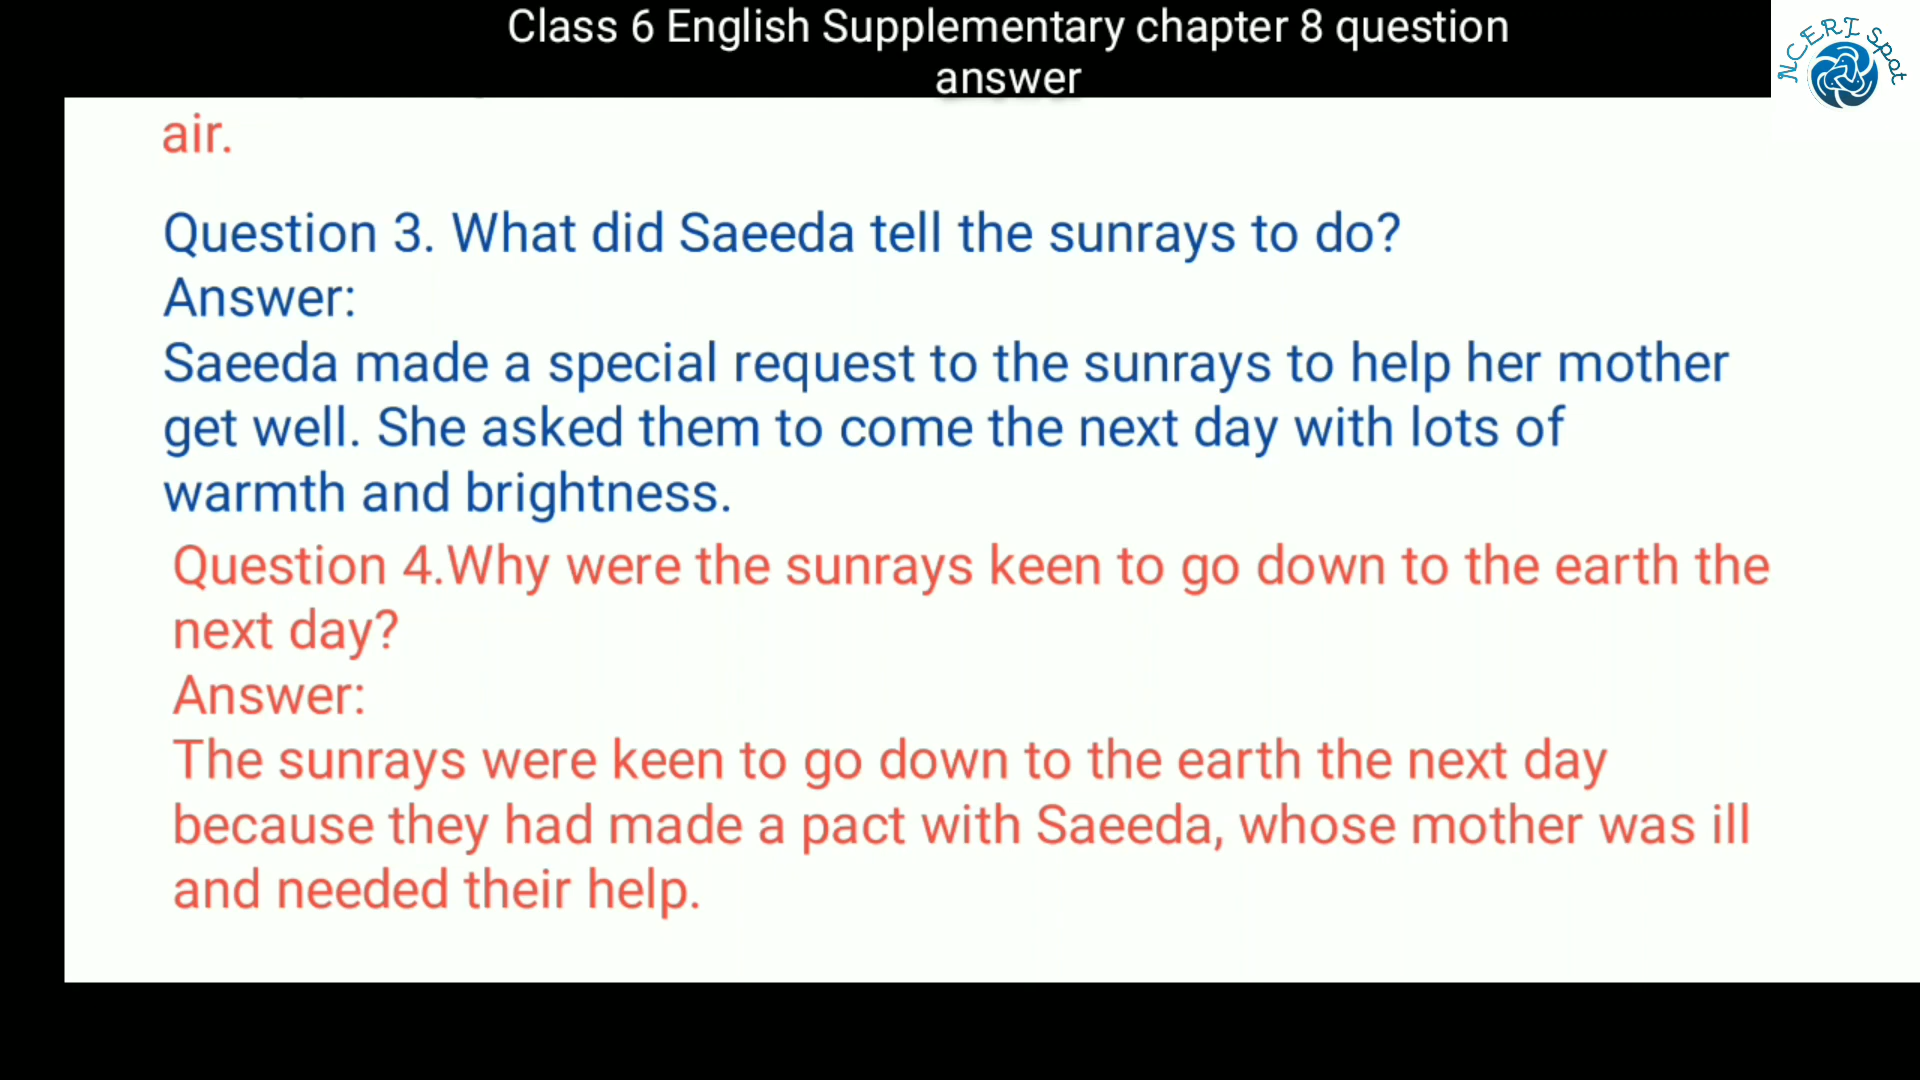 Class 6 English Supplementary chapter 8 question
answer
NCERT Spot
air.
Question 3. What did Saeeda tell the sunrays to do?
Answer:
Saeeda made a special request to the sunrays to help her mother
get well. She asked them to come the next day with lots of
warmth and brightness.
Question 4.Why were the sunrays keen to go down to the earth the
next day?
Answer:
The sunrays were keen to go down to the earth the next day
because they had made a pact with Saeeda, whose mother was ill
and needed their help.